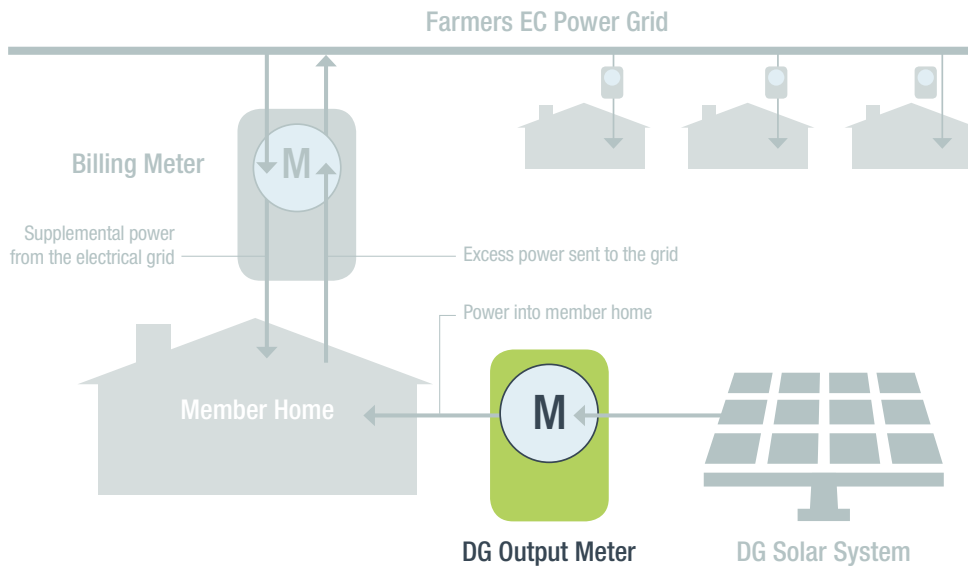 Farmers EC Power Grid
Billing Meter
M
Supplemental power
from the electrical grid
Excess power sent to the grid
Power into member home
Member Home
M
DG Output Meter
DG Solar System